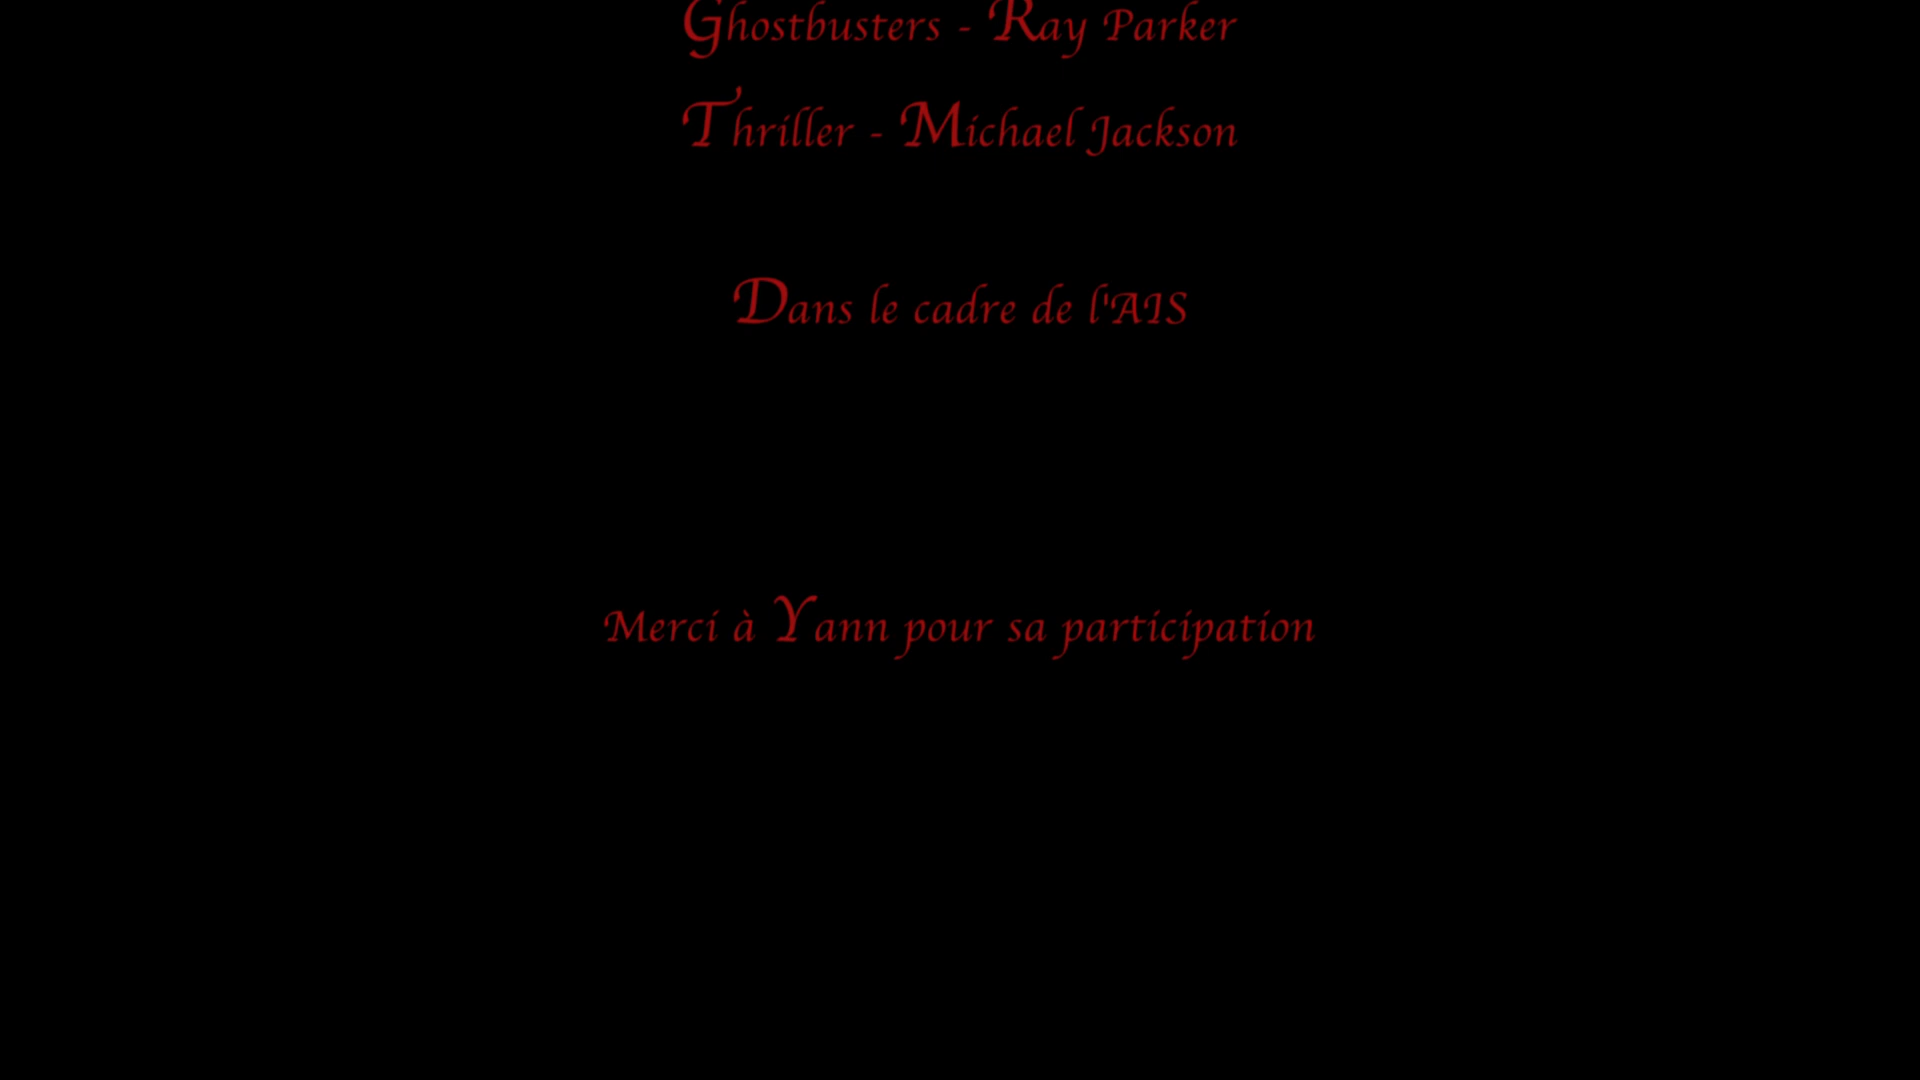 Ghostbusters - Ray Parker
Thriller - Michael Jackson
Dans le cadre de l'AIS
Merci à Yann pour sa participation